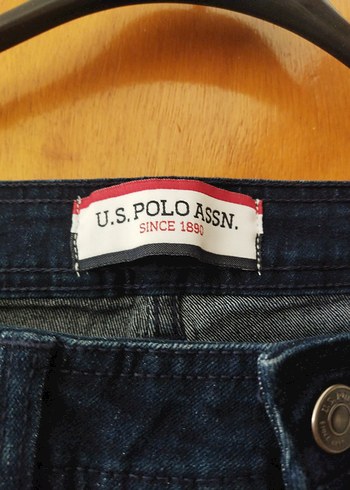 U.S. POLO ASSN.
SINCE 1890